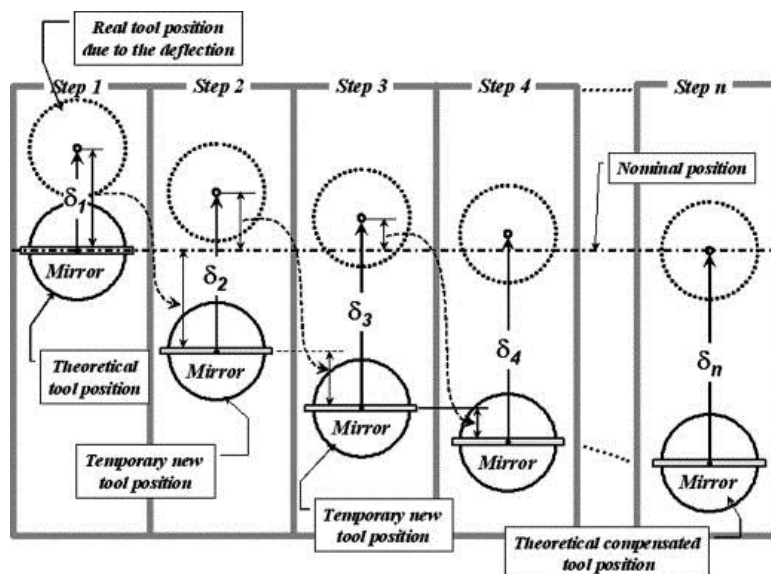 Real tool position
due to the deflection
Step 1
Step 2
Step 3
Step 4
Step n
Nominal position
δ1
δ2
δ3
δ4
δn
Mirror
Mirror
Mirror
Mirror
Mirror
Theoretical
tool position
Temporary new
tool position
Temporary new
tool position
Theoretical compensated
tool position